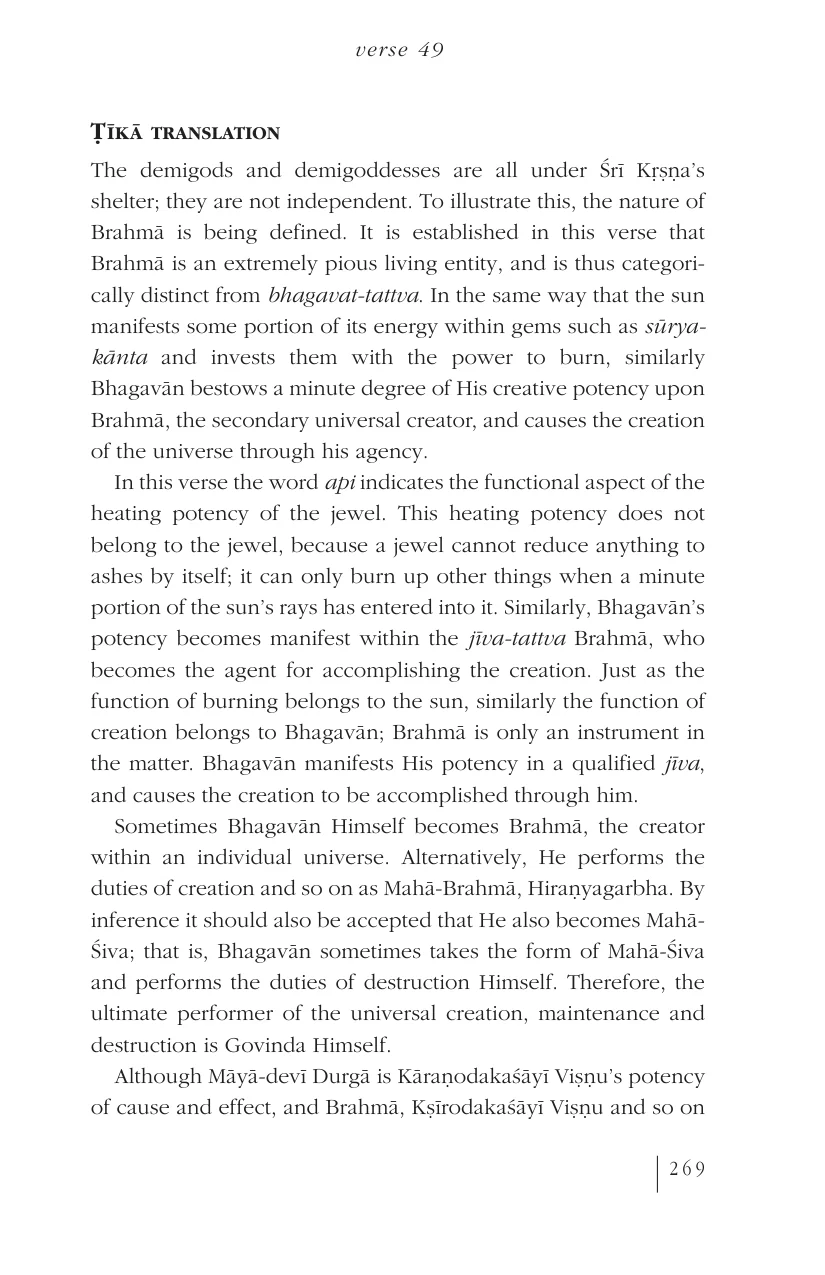 verse 49
ṬĪKĀ TRANSLATION
The demigods and demigoddesses are all under Śrī Kṛṣṇa’s
shelter; they are not independent. To illustrate this, the nature of
Brahmā is being defined. It is established in this verse that
Brahmā is an extremely pious living entity, and is thus categori-
cally distinct from bhagavat-tattva. In the same way that the sun
manifests some portion of its energy within gems such as sūrya-
kānta and invests them with the power to burn, similarly
Bhagavān bestows a minute degree of His creative potency upon
Brahmā, the secondary universal creator, and causes the creation
of the universe through his agency.
In this verse the word api indicates the functional aspect of the
heating potency of the jewel. This heating potency does not
belong to the jewel, because a jewel cannot reduce anything to
ashes by itself; it can only burn up other things when a minute
portion of the sun’s rays has entered into it. Similarly, Bhagavān’s
potency becomes manifest within the jīva-tattva Brahmā, who
becomes the agent for accomplishing the creation. Just as the
function of burning belongs to the sun, similarly the function of
creation belongs to Bhagavān; Brahmā is only an instrument in
the matter. Bhagavān manifests His potency in a qualified jīva,
and causes the creation to be accomplished through him.
Sometimes Bhagavān Himself becomes Brahmā, the creator
within an individual universe. Alternatively, He performs the
duties of creation and so on as Mahā-Brahmā, Hiraṇyagarbha. By
inference it should also be accepted that He also becomes Mahā-
Śiva; that is, Bhagavān sometimes takes the form of Mahā-Śiva
and performs the duties of destruction Himself. Therefore, the
ultimate performer of the universal creation, maintenance and
destruction is Govinda Himself.
Although Māyā-devī Durgā is Kāraṇodakaśāyī Viṣṇu’s potency
of cause and effect, and Brahmā, Kṣīrodakaśāyī Viṣṇu and so on
269